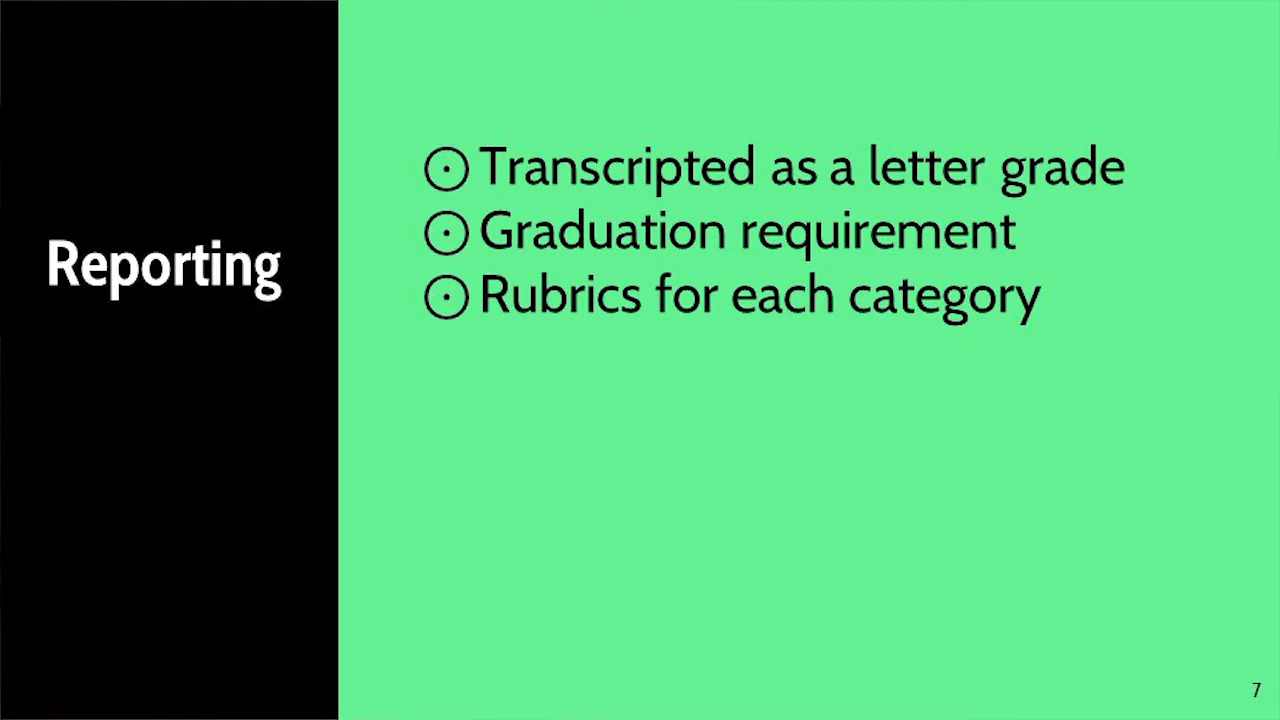 Reporting
⊙ Transcripted as a letter grade
⊙ Graduation requirement
⊙ Rubrics for each category
7